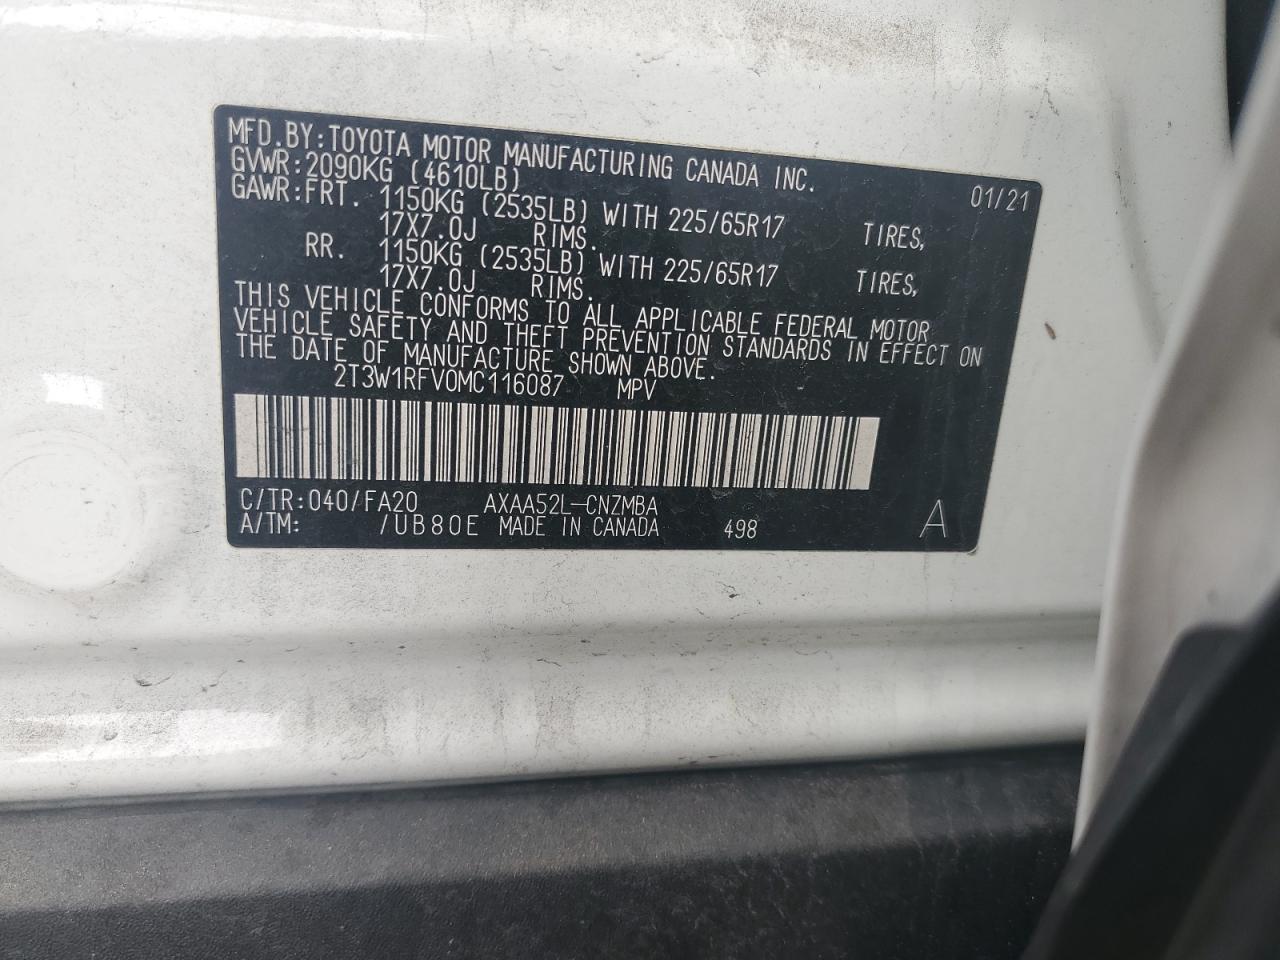 MFD.BY:TOYOTA MOTOR MANUFACTURING CANADA INC. 01/21
GVWR:2090KG (4610LB)
GAWR:FRT. 1150KG (2535LB) WITH 225/65R17 TIRES,
17X7.0J RIMS.
RR. 1150KG (2535LB) WITH 225/65R17 TIRES,
17X7.0J RIMS.
THIS VEHICLE CONFORMS TO ALL APPLICABLE FEDERAL MOTOR
VEHICLE SAFETY AND THEFT PREVENTION STANDARDS IN EFFECT ON
THE DATE OF MANUFACTURE SHOWN ABOVE.
2T3W1RFV0MC116087 MPV
C/TR:040/FA20 AXAA52L-CNZMBA
A/TM: /UB80E MADE IN CANADA 498 A